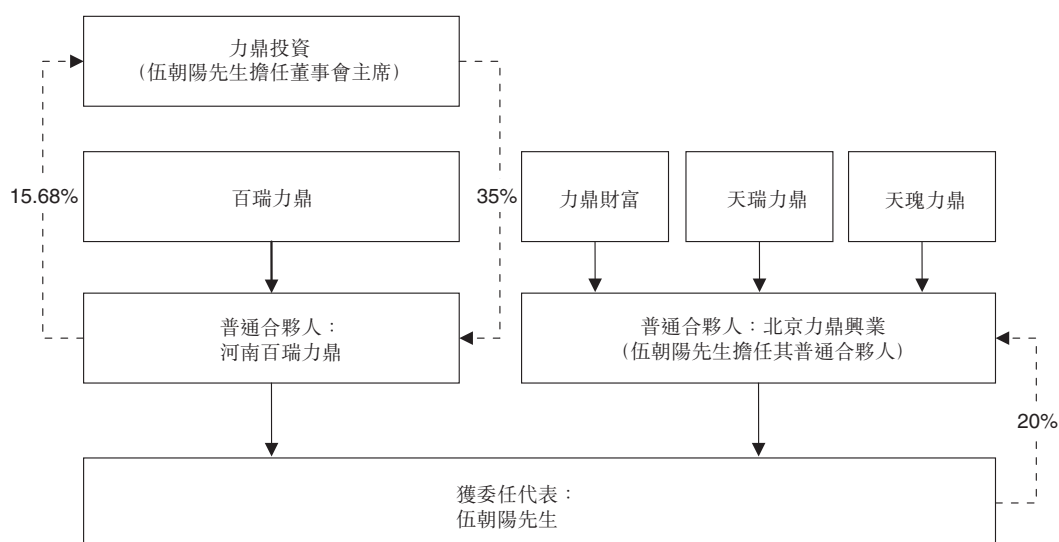 力鼎投資
(伍朝陽先生擔任董事會主席)
15.68%
百瑞力鼎
35%
力鼎財富
天瑞力鼎
天瑰力鼎
普通合夥人：
河南百瑞力鼎
普通合夥人：北京力鼎興業
(伍朝陽先生擔任其普通合夥人)
20%
獲委任代表：
伍朝陽先生